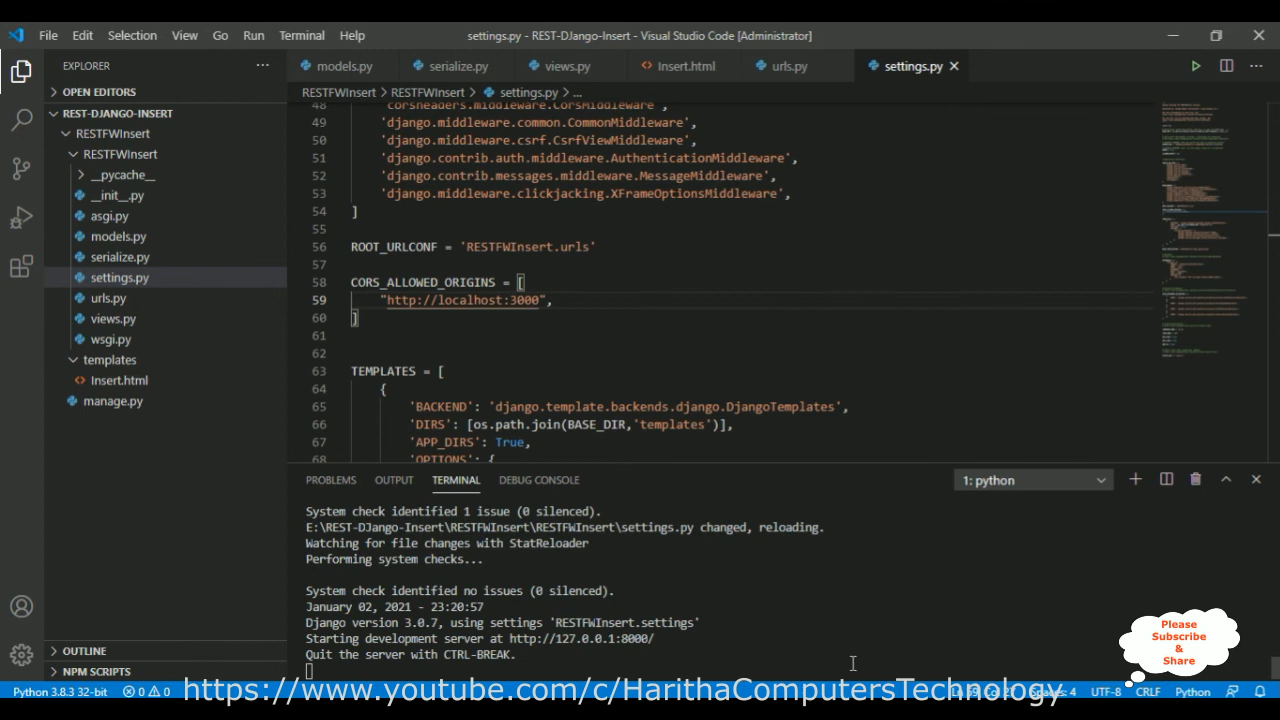 File Edit Selection View Go Run Terminal Help settings.py - REST-DJango-Insert - Visual Studio Code [Administrator]
EXPLORER
models.py serialize.py views.py Insert.html urls.py settings.py
OPEN EDITORS
REST-DJANGO-INSERT
RESTFWInsert
RESTFWInsert
__pycache__
__init__.py
asgi.py
models.py
serialize.py
settings.py
urls.py
views.py
wsgi.py
templates
Insert.html
manage.py
OUTLINE
NPM SCRIPTS
RESTFWInsert > RESTFWInsert > settings.py > ...
48 'corsheaders.middleware.CorsMiddleware',
49 'django.middleware.common.CommonMiddleware',
50 'django.middleware.csrf.CsrfViewMiddleware',
51 'django.contrib.auth.middleware.AuthenticationMiddleware',
52 'django.contrib.messages.middleware.MessageMiddleware',
53 'django.middleware.clickjacking.XFrameOptionsMiddleware',
54 ]
55
56 ROOT_URLCONF = 'RESTFWInsert.urls'
57
58 CORS_ALLOWED_ORIGINS = [
59 "http://localhost:3000",
60 ]
61
62
63 TEMPLATES = [
64 {
65 'BACKEND': 'django.template.backends.django.DjangoTemplates',
66 'DIRS': [os.path.join(BASE_DIR,'templates')],
67 'APP_DIRS': True,
68 'OPTIONS': {
PROBLEMS OUTPUT TERMINAL DEBUG CONSOLE 1: python
System check identified 1 issue (0 silenced).
E:\REST-DJango-Insert\RESTFWInsert\RESTFWInsert\settings.py changed, reloading.
Watching for file changes with StatReloader
Performing system checks...
System check identified no issues (0 silenced).
January 02, 2021 - 23:20:57
Django version 3.0.7, using settings 'RESTFWInsert.settings'
Starting development server at http://127.0.0.1:8000/
Quit the server with CTRL-BREAK.
Please
Subscribe
&
Share
Python 3.8.3 32-bit 0 0 Spaces: 4 UTF-8 CRLF Python
https://www.youtube.com/c/HarithaComputersTechnology